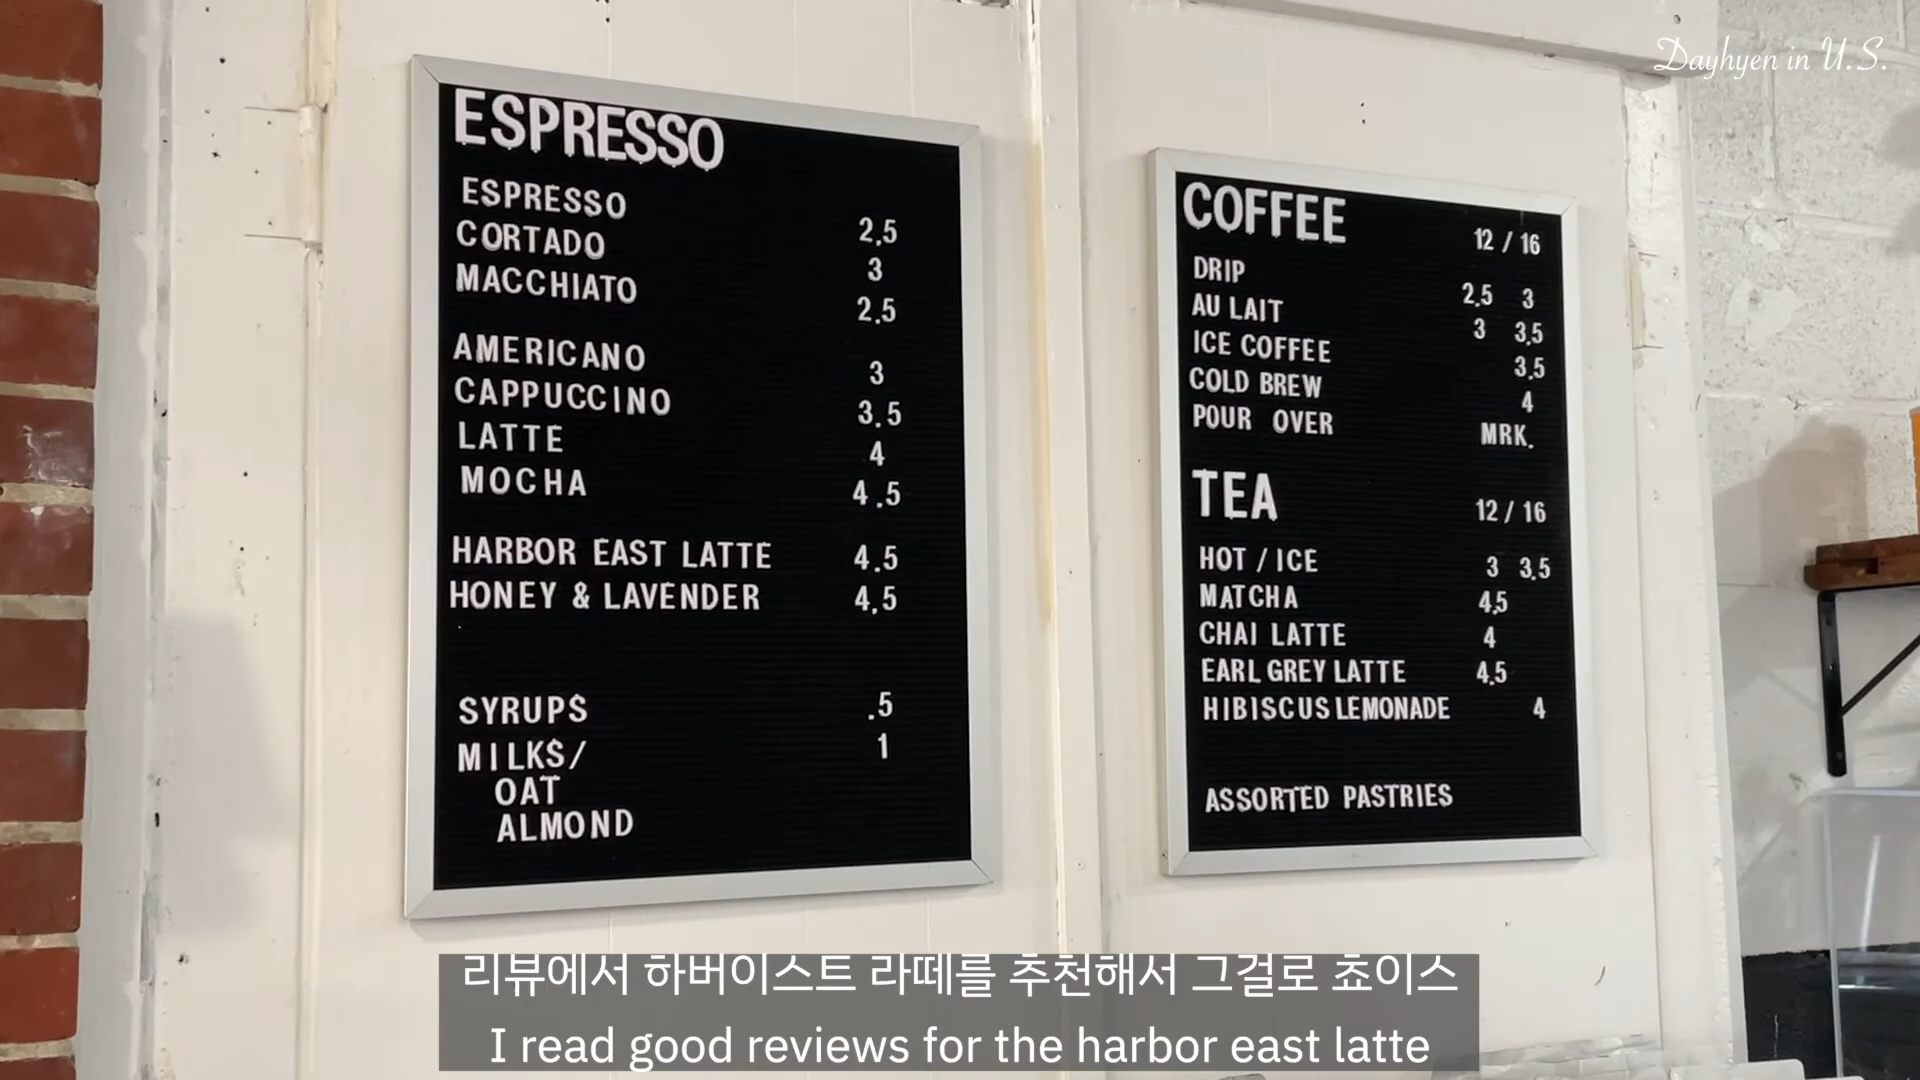 Dayhyen in U.S.
ESPRESSO
ESPRESSO 2.5
CORTADO 3
MACCHIATO 2.5
AMERICANO 3
CAPPUCCINO 3.5
LATTE 4
MOCHA 4.5
HARBOR EAST LATTE 4.5
HONEY & LAVENDER 4.5
SYRUPS .5
MILKS/ 1
OAT
ALMOND
COFFEE 12 / 16
DRIP 2.5 3
AU LAIT 3 3.5
ICE COFFEE 3.5
COLD BREW 4
POUR OVER MRK.
TEA 12 / 16
HOT / ICE 3 3.5
MATCHA 4.5
CHAI LATTE 4
EARL GREY LATTE 4.5
HIBISCUS LEMONADE 4
ASSORTED PASTRIES
리뷰에서 하버이스트 라떼를 추천해서 그걸로 쵸이스
I read good reviews for the harbor east latte